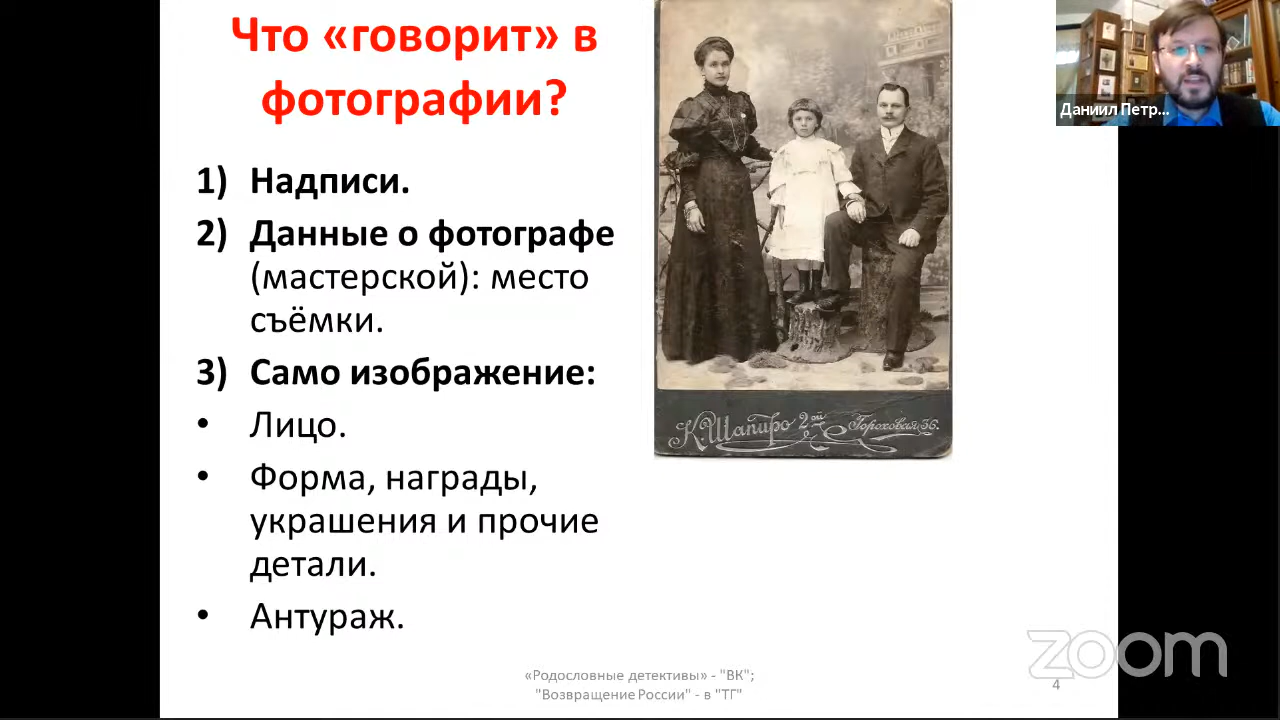 Что «говорит» в
фотографии?
1) Надписи.
2) Данные о фотографе
(мастерской): место
съёмки.
3) Само изображение:
• Лицо.
• Форма, награды,
украшения и прочие
детали.
• Антураж.
К. Шапиро 2ой Гороховая 36.
Даниил Петр...
«Родословные детективы» - "ВК";
"Возвращение России" - в "ТГ"
4
zoom